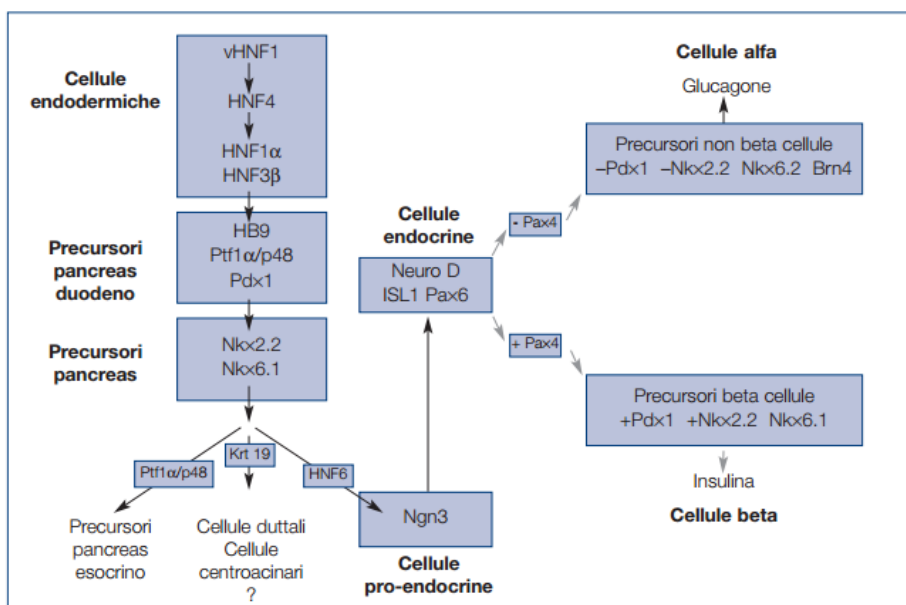 Cellule
endodermiche
vHNF1
HNF4
HNF1α
HNF3β
Precursori
pancreas
duodeno
HB9
Ptf1α/p48
Pdx1
Precursori
pancreas
Nkx2.2
Nkx6.1
Ptf1α/p48
Krt 19
HNF6
Precursori
pancreas
esocrino
Cellule duttali
Cellule
centroacinari
?
Ngn3
Cellule
pro-endocrine
Cellule
endocrine
Neuro D
ISL1 Pax6
- Pax4
+ Pax4
Cellule alfa
Glucagone
Precursori non beta cellule
–Pdx1 –Nkx2.2 Nkx6.2 Brn4
Precursori beta cellule
+Pdx1 +Nkx2.2 Nkx6.1
Insulina
Cellule beta